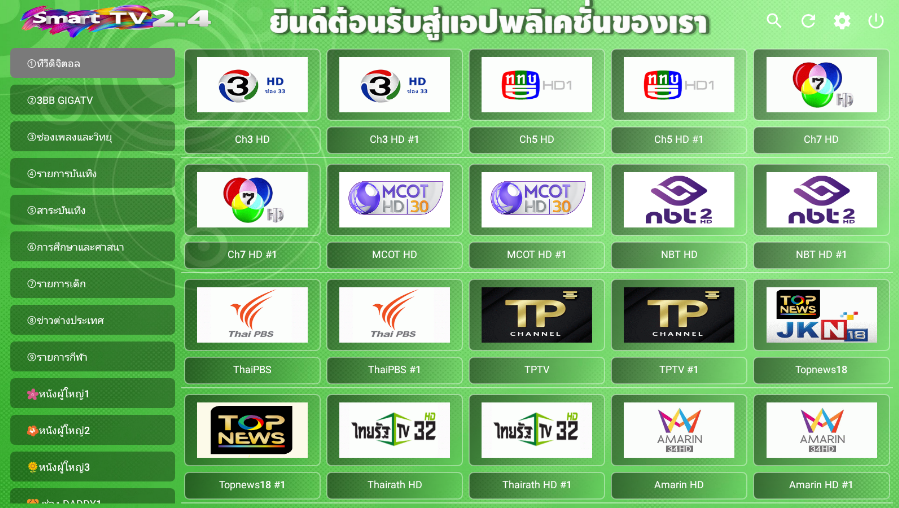 Smart TV2.4
ยินดีต้อนรับสู่แอปพลิเคชั่นของเรา
①ทีวีดิจิตอล
②3BB GIGATV
③ช่องเพลงและวิทยุ
④รายการบันเทิง
⑤สาระบันเทิง
⑥การศึกษาและศาสนา
⑦รายการเด็ก
⑧ข่าวต่างประเทศ
⑨รายการกีฬา
🌺หนังผู้ใหญ่1
หนังผู้ใหญ่2
🌼หนังผู้ใหญ่3
ช่อง DADDY1
3 HD ช่อง 33
3 HD ช่อง 33
ททบ HD1
ททบ HD1
7 HD
Ch3 HD
Ch3 HD #1
Ch5 HD
Ch5 HD #1
Ch7 HD
7 HD
MCOT HD 30
MCOT HD 30
nbt 2 HD
nbt 2 HD
Ch7 HD #1
MCOT HD
MCOT HD #1
NBT HD
NBT HD #1
Thai PBS
Thai PBS
TP CHANNEL
TP CHANNEL
TOP NEWS JKN 18
ThaiPBS
ThaiPBS #1
TPTV
TPTV #1
Topnews18
TOP NEWS
ไทยรัฐ TV HD 32
ไทยรัฐ TV HD 32
AMARIN 34HD
AMARIN 34HD
Topnews18 #1
Thairath HD
Thairath HD #1
Amarin HD
Amarin HD #1